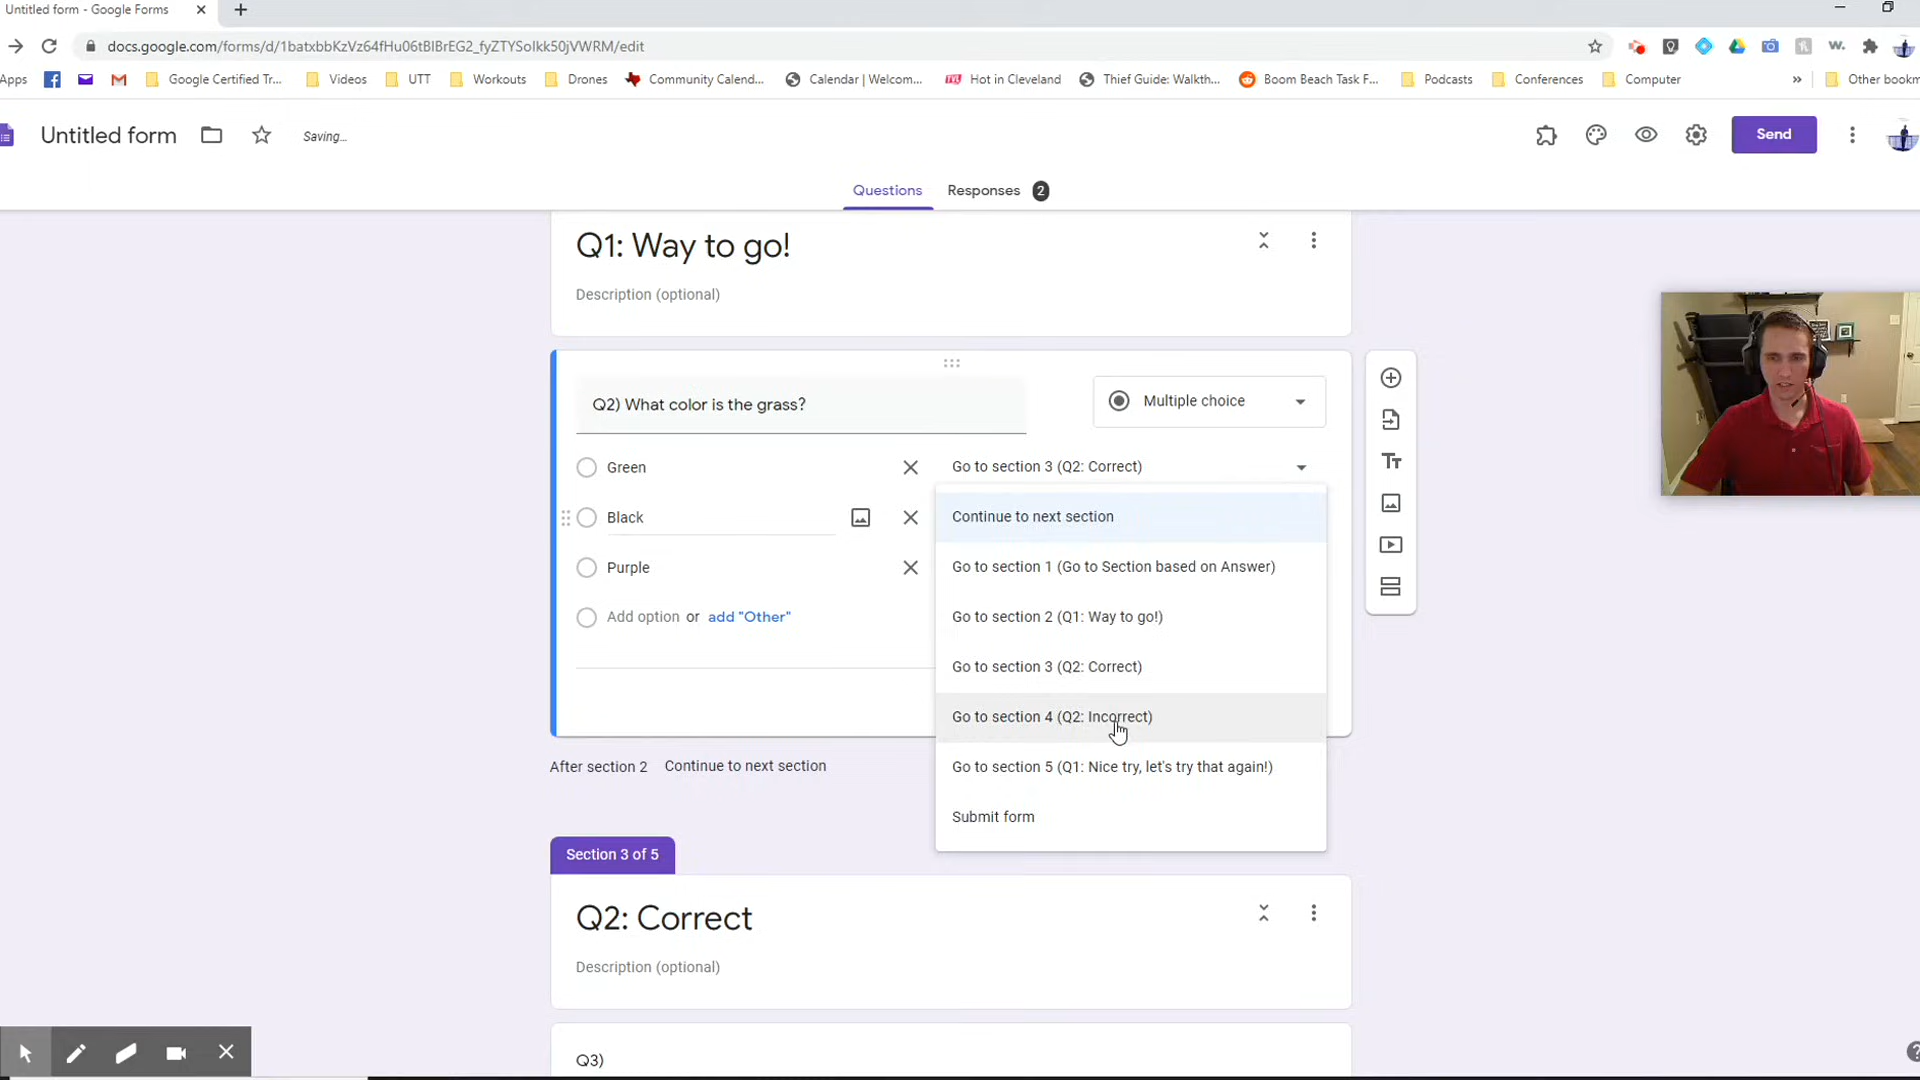 Untitled form - Google Forms
docs.google.com/forms/d/1batxbbKzVz64fHu06tBIBrEG2_fyZTYSoIkk50jVWRM/edit
Apps Google Certified Tr... Videos UTT Workouts Drones Community Calend... Calendar | Welcom... Hot in Cleveland Thief Guide: Walkth... Boom Beach Task F... Podcasts Conferences Computer » Other bookm
Untitled form Saving... Send
Questions Responses 2
Q1: Way to go!
Description (optional)
Q2) What color is the grass? Multiple choice
Green Go to section 3 (Q2: Correct)
Black Continue to next section
Go to section 1 (Go to Section based on Answer)
Purple
Add option or add "Other" Go to section 2 (Q1: Way to go!)
Go to section 3 (Q2: Correct)
Go to section 4 (Q2: Incorrect)
After section 2 Continue to next section Go to section 5 (Q1: Nice try, let's try that again!)
Submit form
Section 3 of 5
Q2: Correct
Description (optional)
Q3)